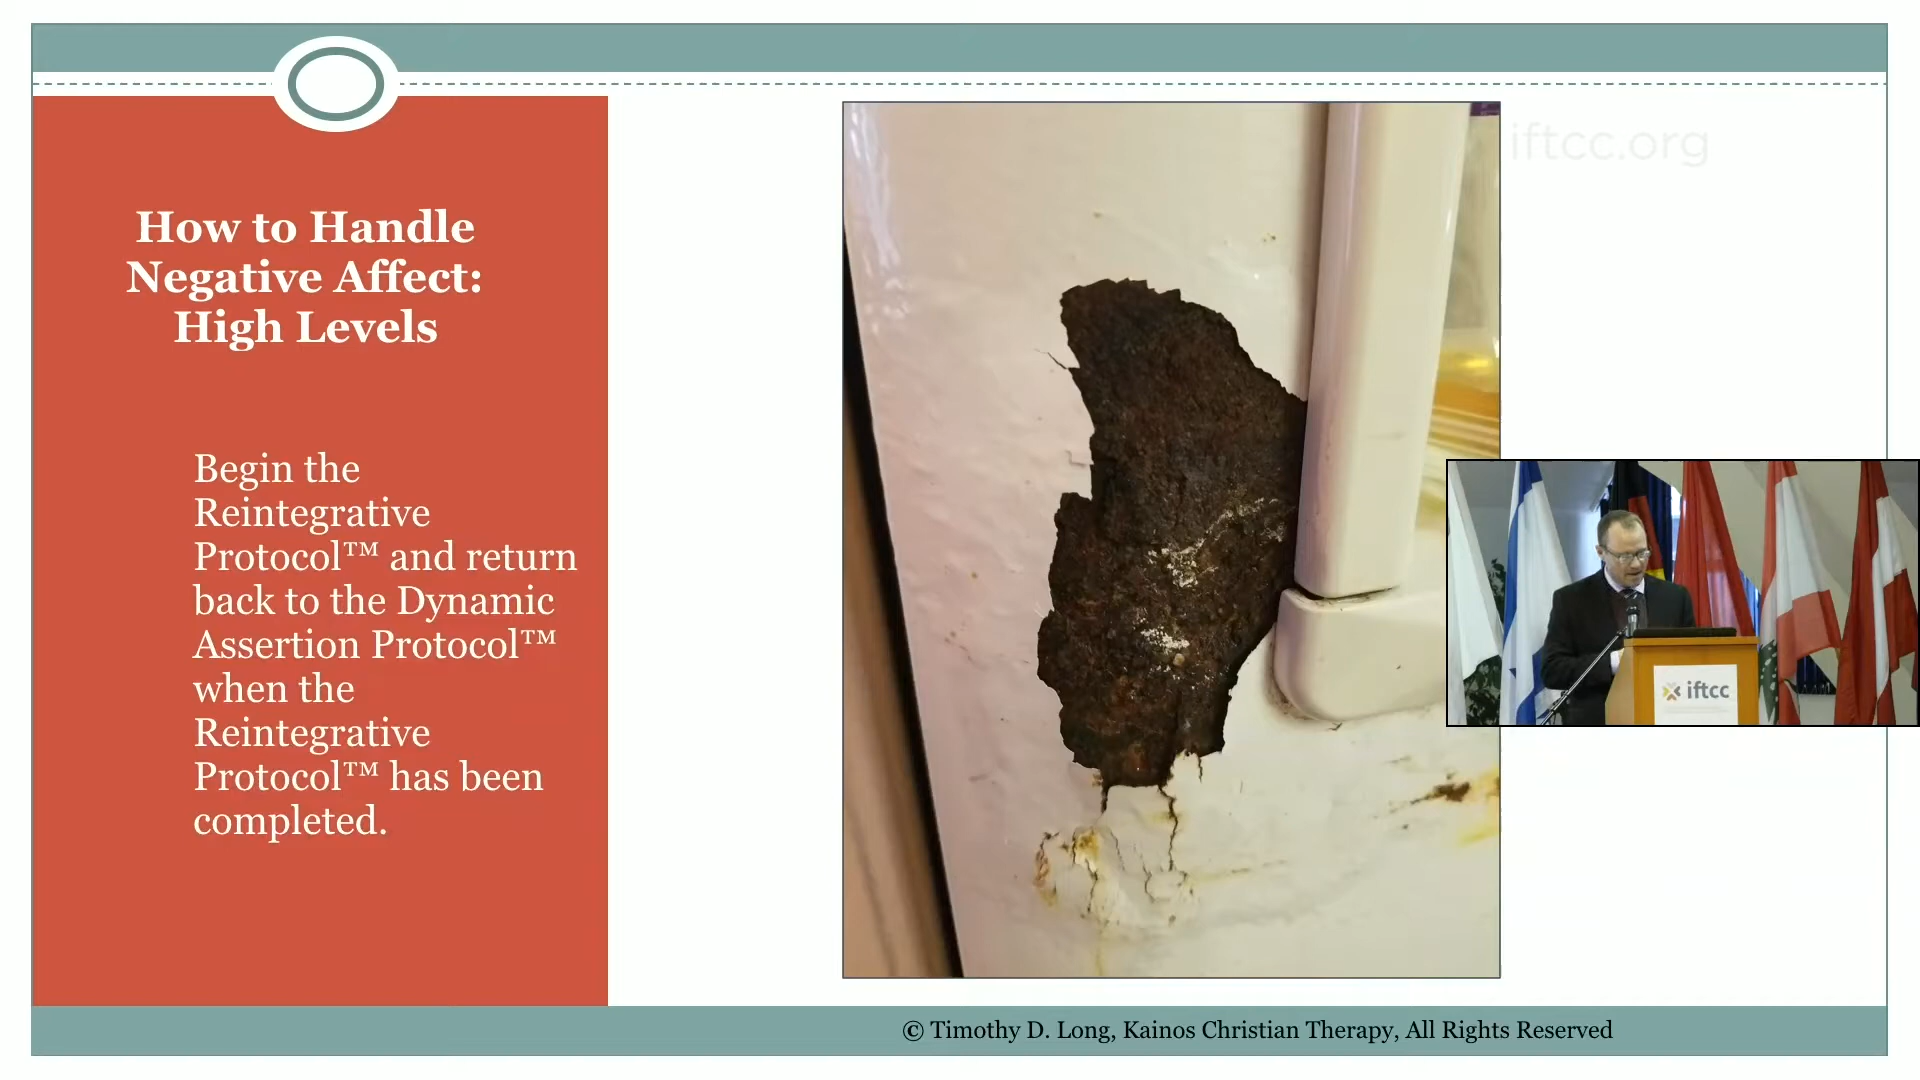 iftcc.org
How to Handle
Negative Affect:
High Levels
Begin the
Reintegrative
Protocol™ and return
back to the Dynamic
Assertion Protocol™
when the
Reintegrative
Protocol™ has been
completed.
iftcc
© Timothy D. Long, Kainos Christian Therapy, All Rights Reserved